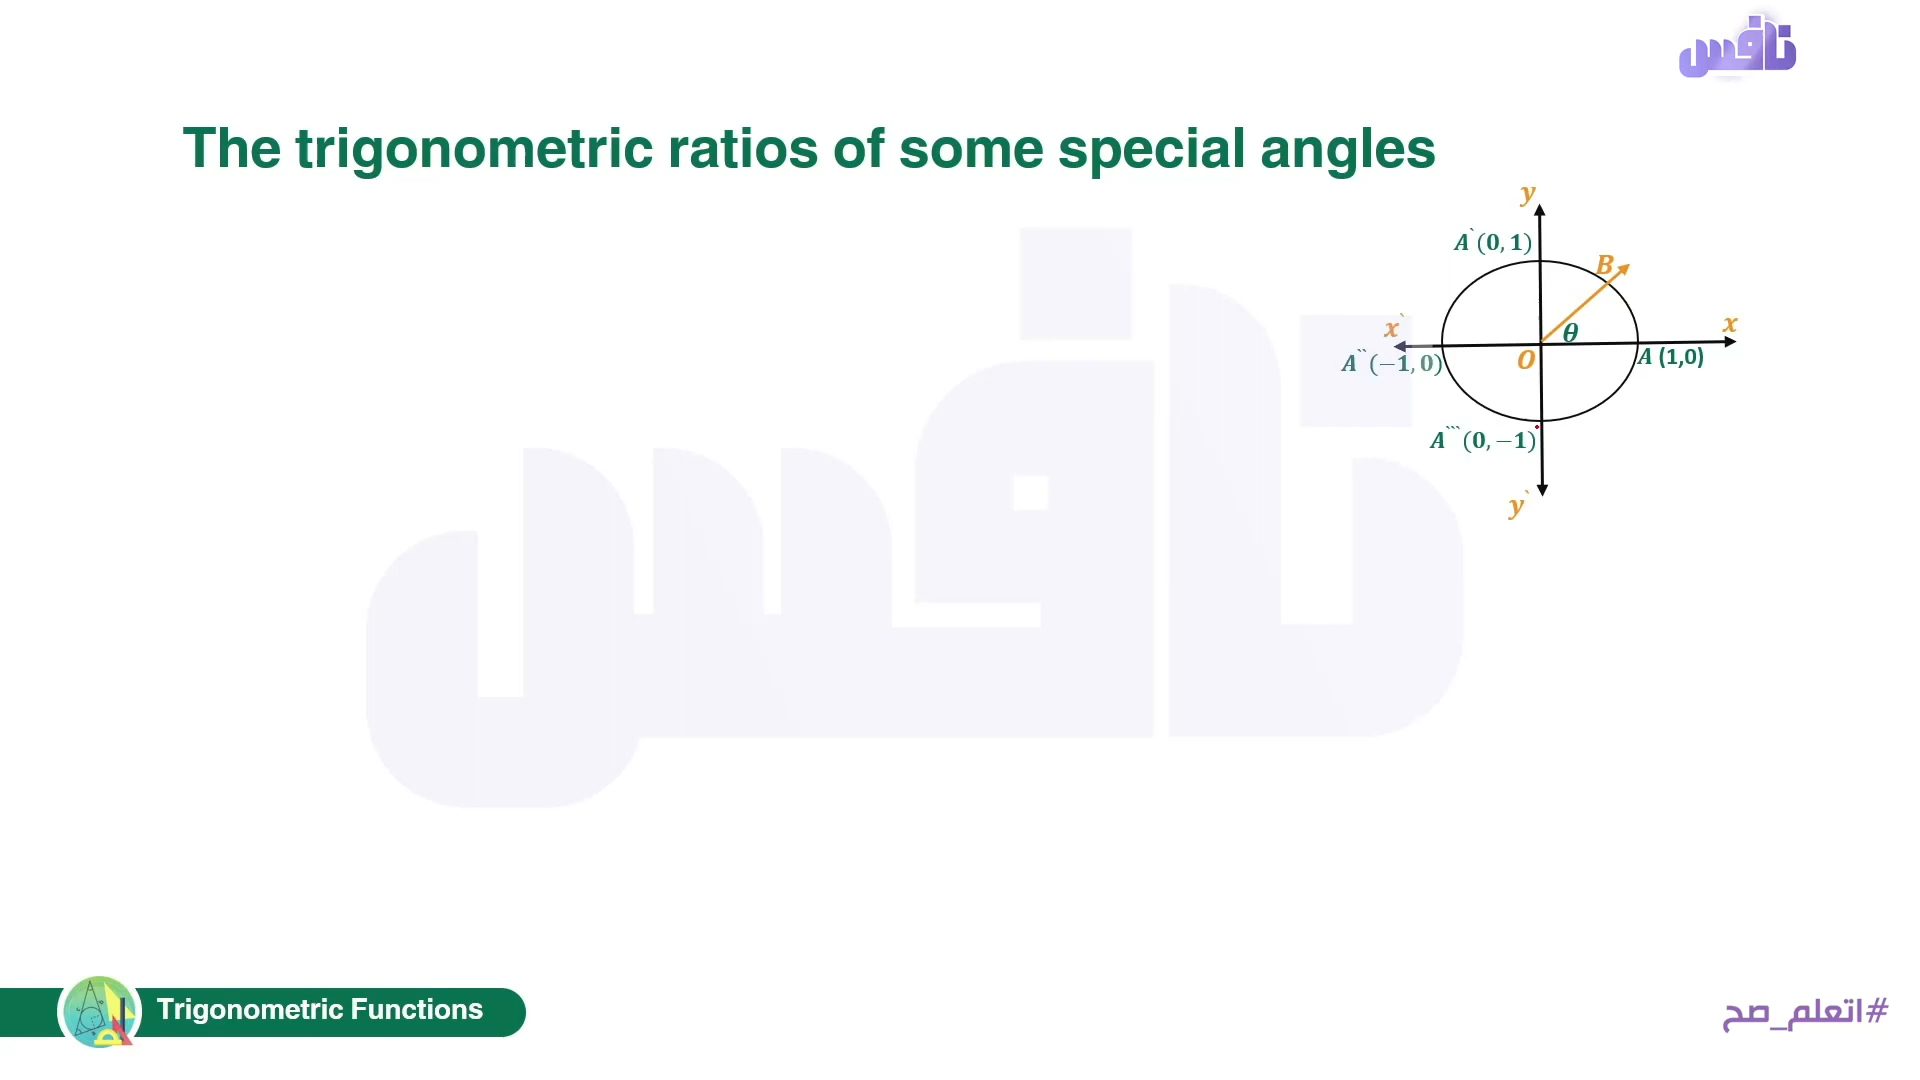 نافس
The trigonometric ratios of some special angles
y
A`(0, 1)
B
x`
θ
x
A``(−1, 0)
O
A (1,0)
A```(0, −1)
y`
نافس
Trigonometric Functions
#اتعلم_صح